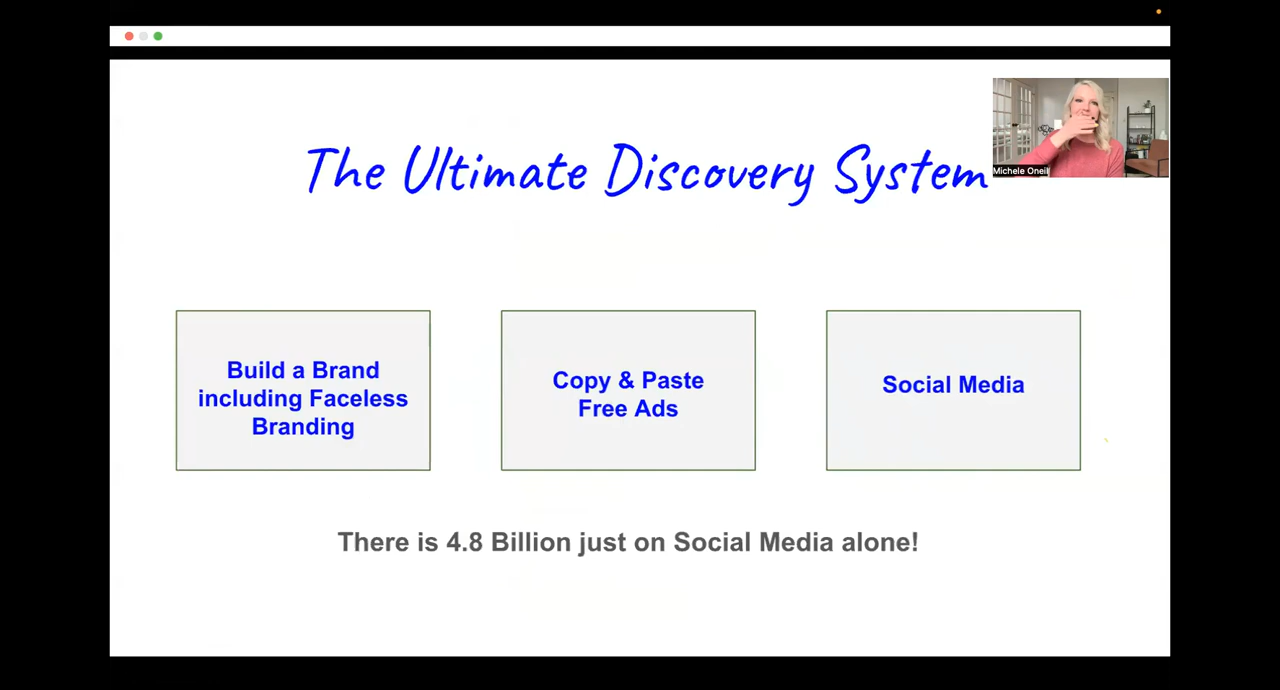 The Ultimate Discovery System
Michele Oneil
Build a Brand
including Faceless
Branding
Copy & Paste
Free Ads
Social Media
There is 4.8 Billion just on Social Media alone!